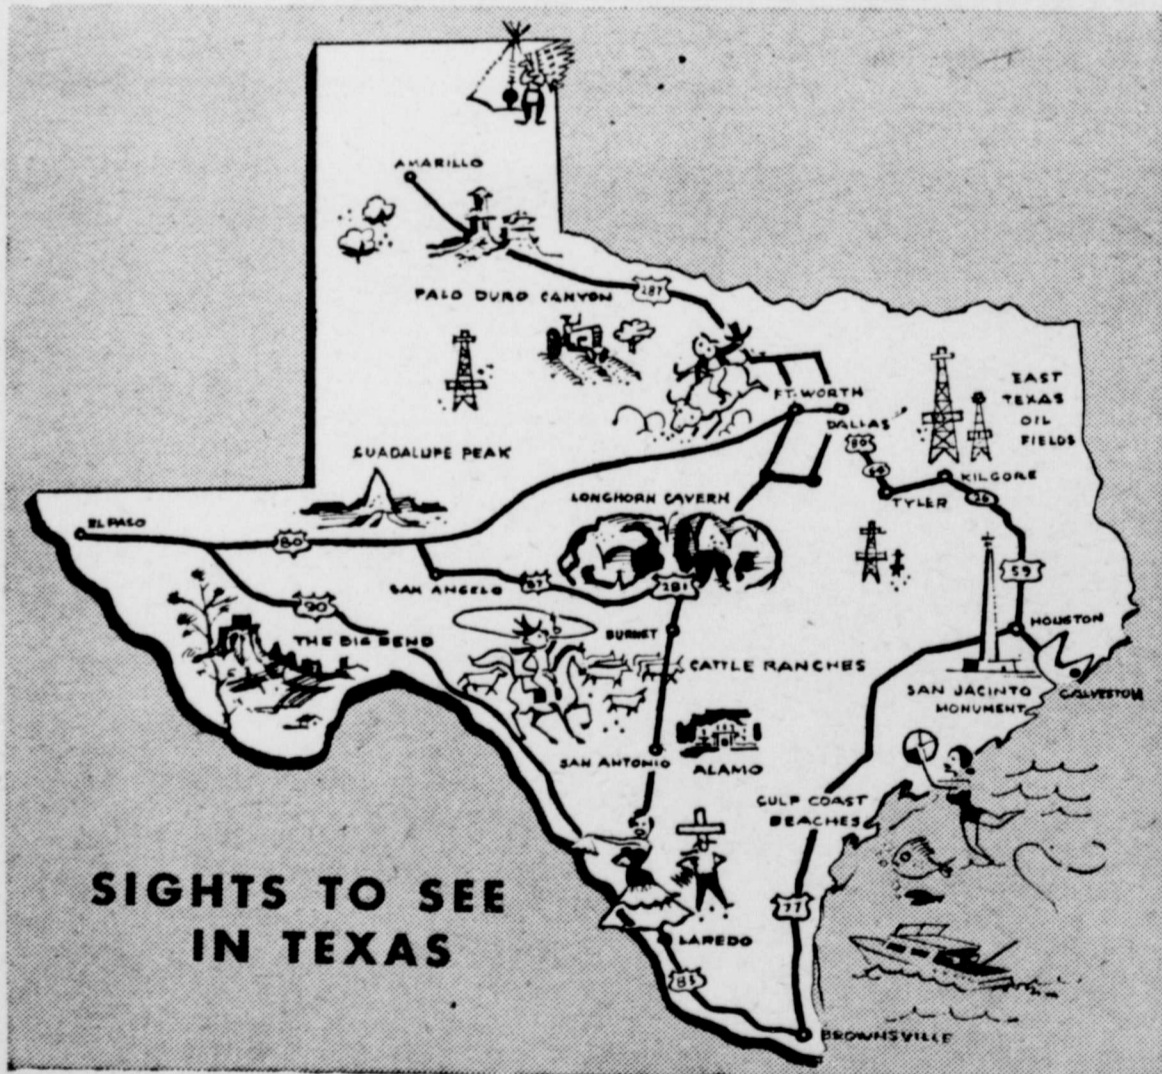 AMARILLO
PALO DURO CANYON
287
FT. WORTH
DALLAS
EAST
TEXAS
OIL
FIELDS
80
KILGORE
TYLER
26
GUADALUPE PEAK
LONGHORN CAVERN
EL PASO
80
SAN ANGELO
87
281
59
90
THE BIG BEND
BURNET
HOUSTON
CATTLE RANCHES
SAN JACINTO
MONUMENT
GALVESTON
SAN ANTONIO
ALAMO
GULF COAST
BEACHES
SIGHTS TO SEE
IN TEXAS
77
LAREDO
83
BROWNSVILLE